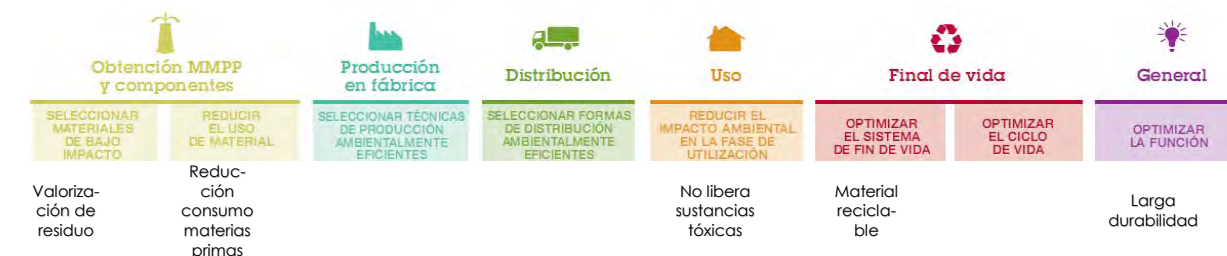 Obtención MMPP
y componentes
SELECCIONAR
MATERIALES
DE BAJO
IMPACTO
REDUCIR
EL USO
DE MATERIAL
Valoriza-
ción de
residuo
Reduc-
ción
consumo
materias
primas
Producción
en fábrica
SELECCIONAR TÉCNICAS
DE PRODUCCIÓN
AMBIENTALMENTE
EFICIENTES
Distribución
SELECCIONAR FORMAS
DE DISTRIBUCIÓN
AMBIENTALMENTE
EFICIENTES
Uso
REDUCIR EL
IMPACTO AMBIENTAL
EN LA FASE DE
UTILIZACIÓN
No libera
sustancias
tóxicas
Final de vida
OPTIMIZAR
EL SISTEMA
DE FIN DE VIDA
OPTIMIZAR
EL CICLO
DE VIDA
Material
recicla-
ble
General
OPTIMIZAR
LA FUNCIÓN
Larga
durabilidad